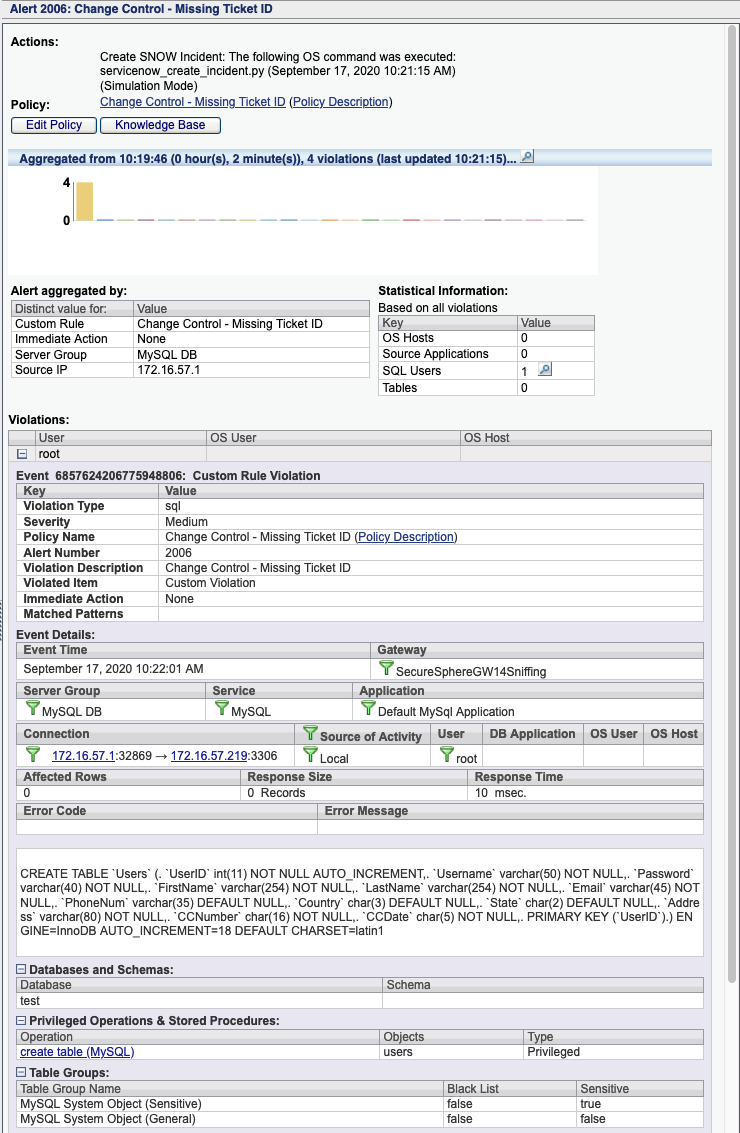 Alert 2006: Change Control - Missing Ticket ID
Actions:
Create SNOW Incident: The following OS command was executed:
servicenow_create_incident.py (September 17, 2020 10:21:15 AM)
(Simulation Mode)
Policy: Change Control - Missing Ticket ID (Policy Description)
Edit Policy Knowledge Base
Aggregated from 10:19:46 (0 hour(s), 2 minute(s)), 4 violations (last updated 10:21:15)...
4
0
Alert aggregated by:
Distinct value for: Value
Custom Rule Change Control - Missing Ticket ID
Immediate Action None
Server Group MySQL DB
Source IP 172.16.57.1
Statistical Information:
Based on all violations
Key Value
OS Hosts 0
Source Applications 0
SQL Users 1
Tables 0
Violations:
User OS User OS Host
root
Event 6857624206775948806: Custom Rule Violation
Key Value
Violation Type sql
Severity Medium
Policy Name Change Control - Missing Ticket ID (Policy Description)
Alert Number 2006
Violation Description Change Control - Missing Ticket ID
Violated Item Custom Violation
Immediate Action None
Matched Patterns
Event Details:
Event Time Gateway
September 17, 2020 10:22:01 AM SecureSphereGW14Sniffing
Server Group Service Application
MySQL DB MySQL Default MySql Application
Connection Source of Activity User DB Application OS User OS Host
172.16.57.1:32869 → 172.16.57.219:3306 Local root
Affected Rows Response Size Response Time
0 0 Records 10 msec.
Error Code Error Message
CREATE TABLE `Users` (. `UserID` int(11) NOT NULL AUTO_INCREMENT,. `Username` varchar(50) NOT NULL,. `Password`
varchar(40) NOT NULL,. `FirstName` varchar(254) NOT NULL,. `LastName` varchar(254) NOT NULL,. `Email` varchar(45) NOT
NULL,. `PhoneNum` varchar(35) DEFAULT NULL,. `Country` char(3) DEFAULT NULL,. `State` char(2) DEFAULT NULL,. `Addre
ss` varchar(80) NOT NULL,. `CCNumber` char(16) NOT NULL,. `CCDate` char(5) NOT NULL,. PRIMARY KEY (`UserID`).) EN
GINE=InnoDB AUTO_INCREMENT=18 DEFAULT CHARSET=latin1
Databases and Schemas:
Database Schema
test
Privileged Operations & Stored Procedures:
Operation Objects Type
create table (MySQL) users Privileged
Table Groups:
Table Group Name Black List Sensitive
MySQL System Object (Sensitive) false true
MySQL System Object (General) false false